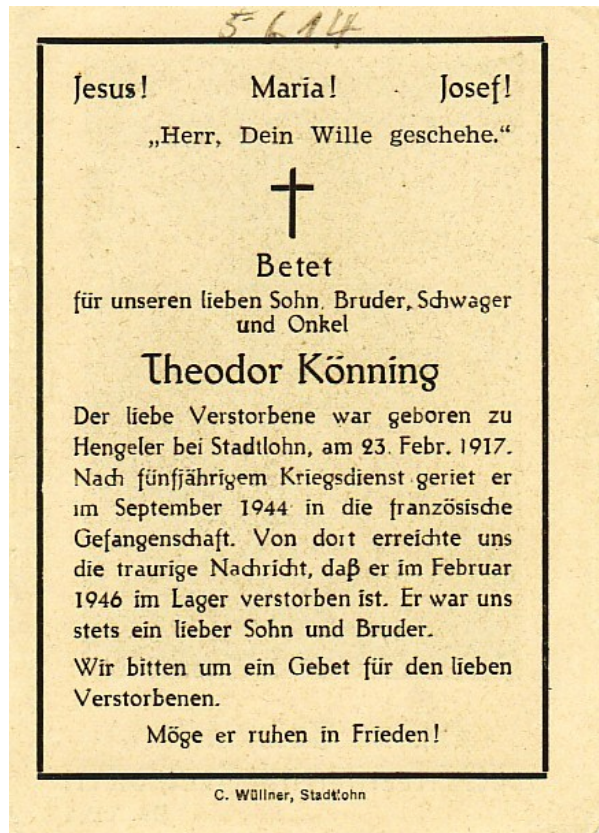 5 6 14
Jesus! Maria! Josef!
„Herr, Dein Wille geschehe.“
Betet
für unseren lieben Sohn, Bruder, Schwager
und Onkel
Theodor Könning
Der liebe Verstorbene war geboren zu
Hengeler bei Stadtlohn, am 23. Febr. 1917.
Nach fünfjährigem Kriegsdienst geriet er
im September 1944 in die französische
Gefangenschaft. Von dort erreichte uns
die traurige Nachricht, daß er im Februar
1946 im Lager verstorben ist. Er war uns
stets ein lieber Sohn und Bruder.
Wir bitten um ein Gebet für den lieben
Verstorbenen.
Möge er ruhen in Frieden!
C. Wüllner, Stadtlohn